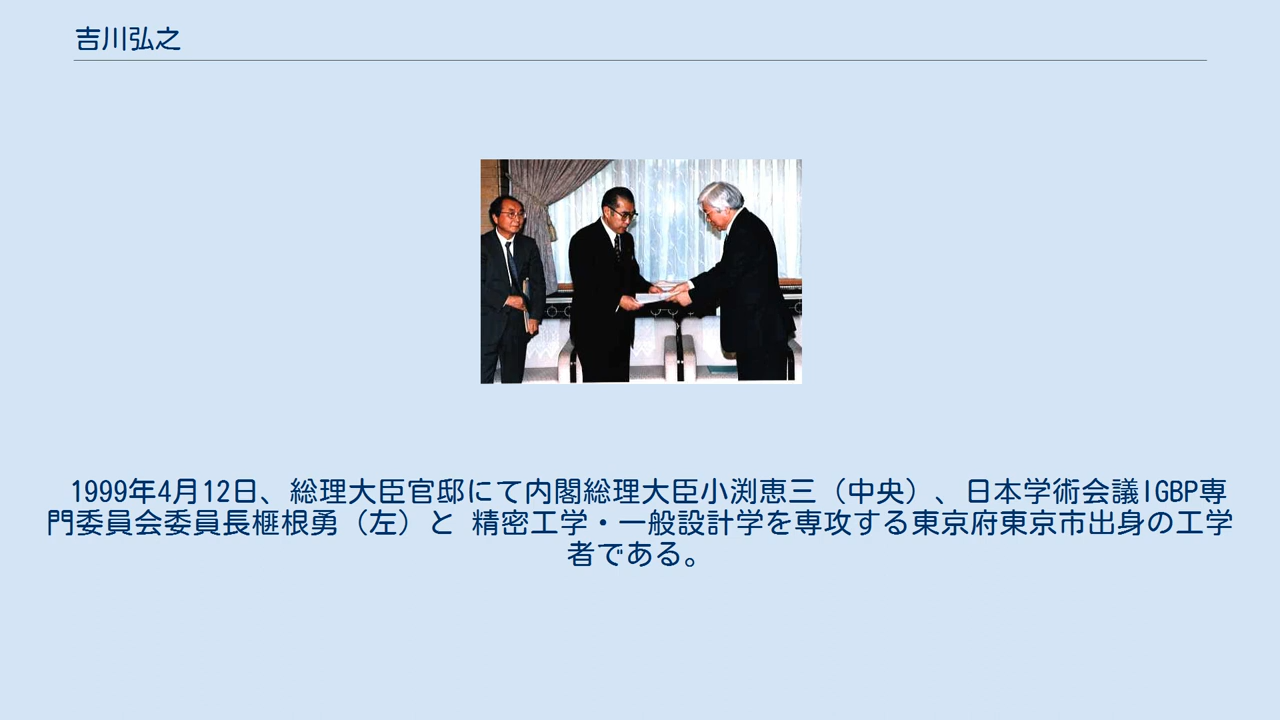 吉川弘之
1999年4月12日、総理大臣官邸にて内閣総理大臣小渕恵三（中央）、日本学術会議IGBP専
門委員会委員長榧根勇（左）と 精密工学・一般設計学を専攻する東京府東京市出身の工学
者である。